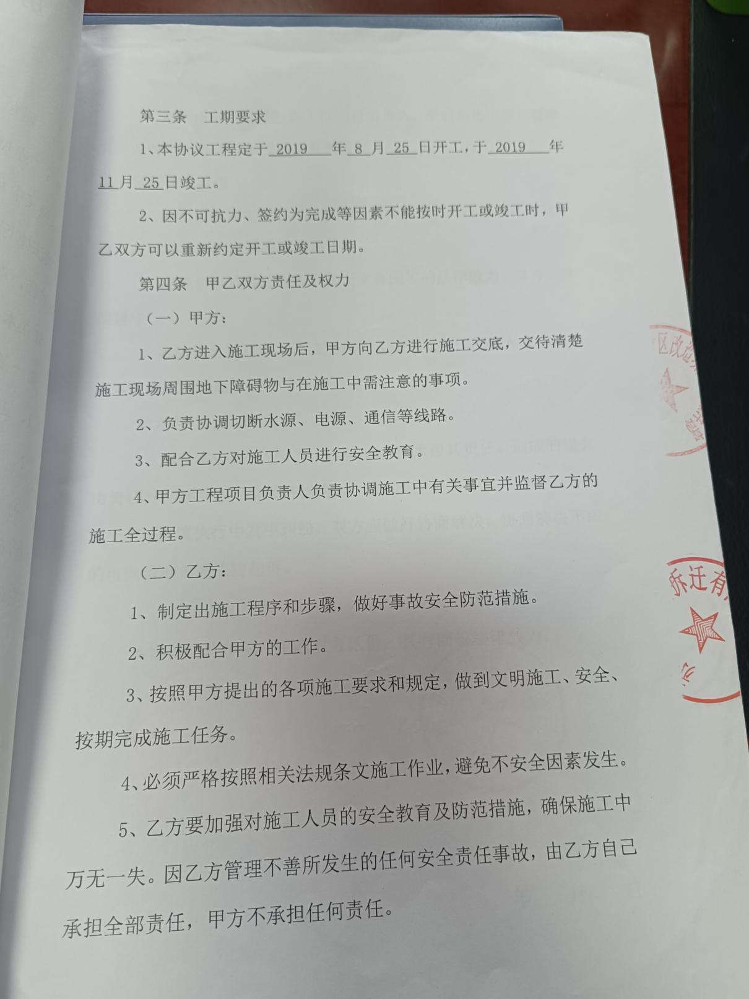 第三条　工期要求
1、本协议工程定于 2019 年 8 月 25 日开工，于 2019 年
11 月 25 日竣工。
2、因不可抗力、签约为完成等因素不能按时开工或竣工时，甲
乙双方可以重新约定开工或竣工日期。
第四条　甲乙双方责任及权力
（一）甲方：
1、乙方进入施工现场后，甲方向乙方进行施工交底，交待清楚
施工现场周围地下障碍物与在施工中需注意的事项。
2、负责协调切断水源、电源、通信等线路。
3、配合乙方对施工人员进行安全教育。
4、甲方工程项目负责人负责协调施工中有关事宜并监督乙方的
施工全过程。
（二）乙方：
1、制定出施工程序和步骤，做好事故安全防范措施。
2、积极配合甲方的工作。
3、按照甲方提出的各项施工要求和规定，做到文明施工、安全、
按期完成施工任务。
4、必须严格按照相关法规条文施工作业，避免不安全因素发生。
5、乙方要加强对施工人员的安全教育及防范措施，确保施工中
万无一失。因乙方管理不善所发生的任何安全责任事故，由乙方自己
承担全部责任，甲方不承担任何责任。
区改造
拆迁有